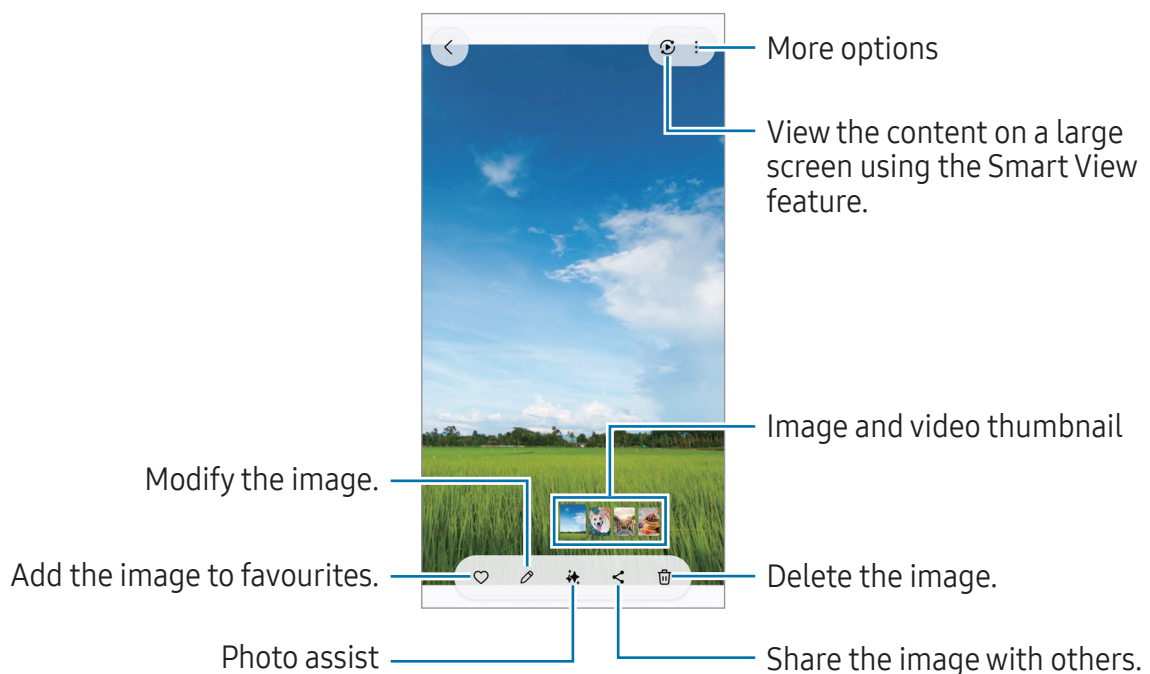 More options
View the content on a large
screen using the Smart View
feature.
Image and video thumbnail
Modify the image.
Add the image to favourites.
Delete the image.
Photo assist
Share the image with others.